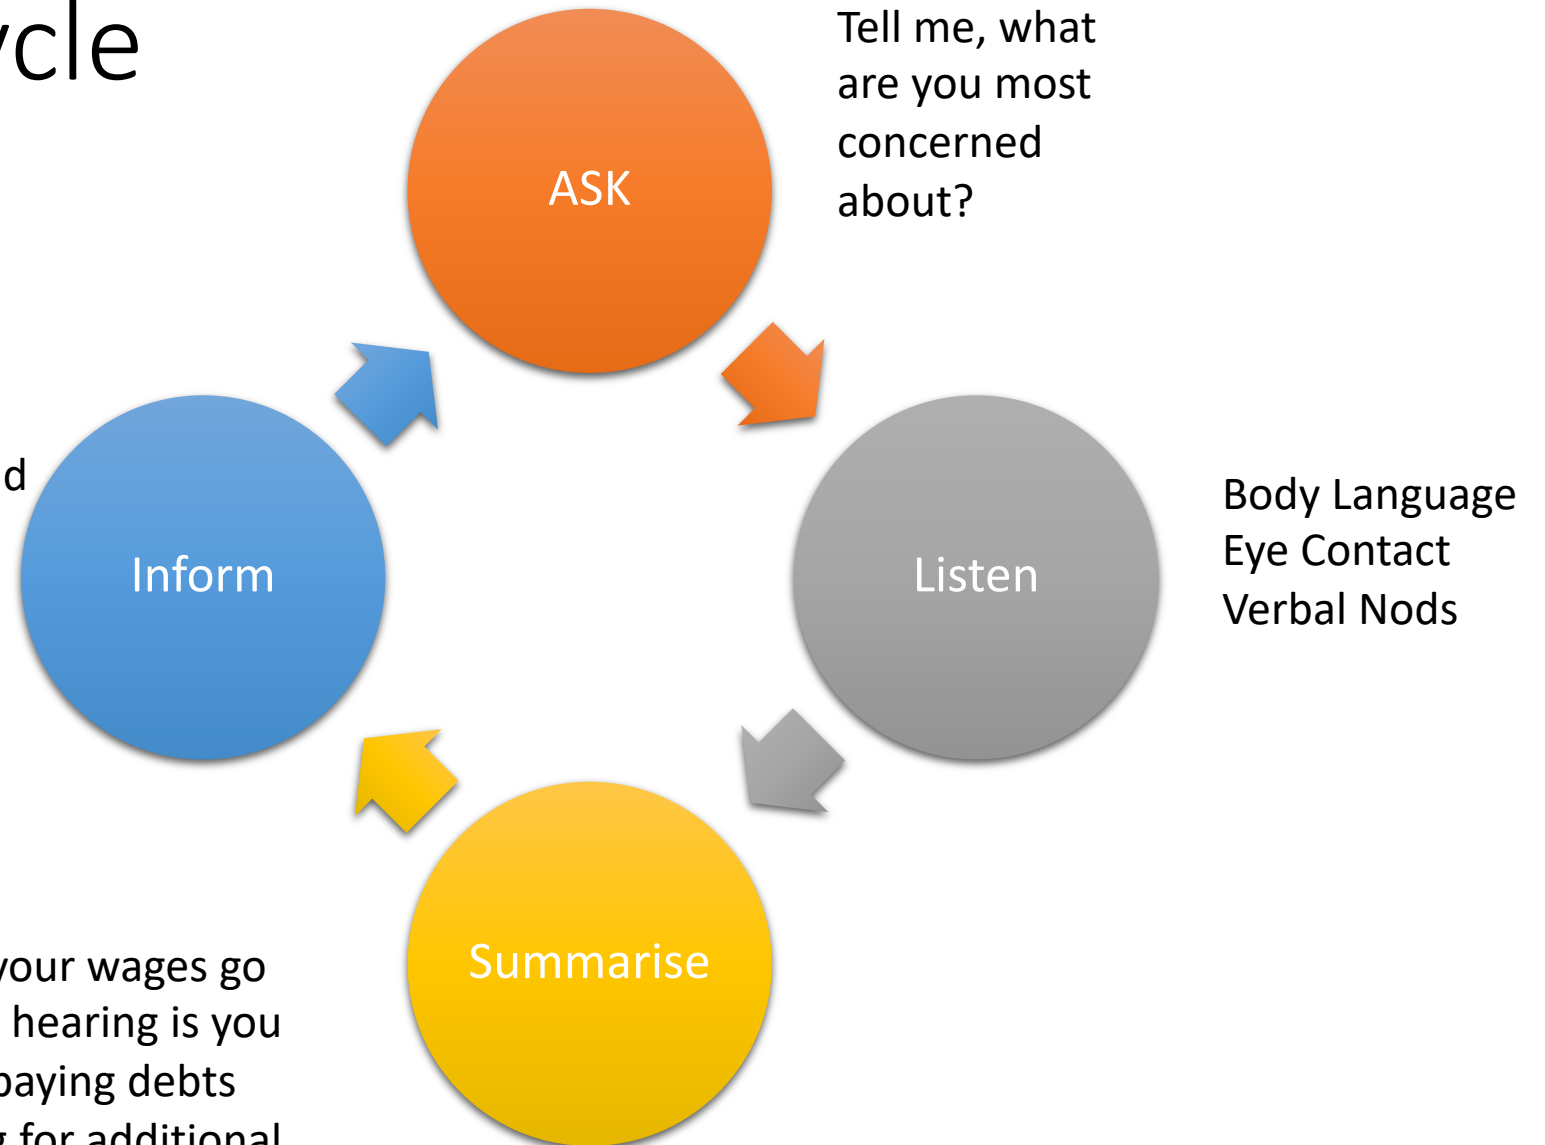 ycle
ASK
Tell me, what
are you most
concerned
about?
Listen
Body Language
Eye Contact
Verbal Nods
Summarise
your wages go
hearing is you
paying debts
for additional
Inform
d